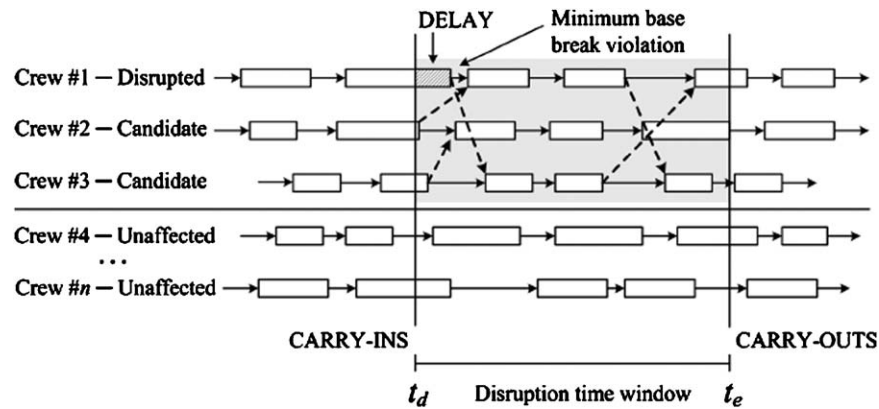 DELAY
Minimum base
break violation
Crew #1 – Disrupted
Crew #2 – Candidate
Crew #3 – Candidate
Crew #4 – Unaffected
...
Crew #n – Unaffected
CARRY-INS
CARRY-OUTS
t_d
Disruption time window
t_e